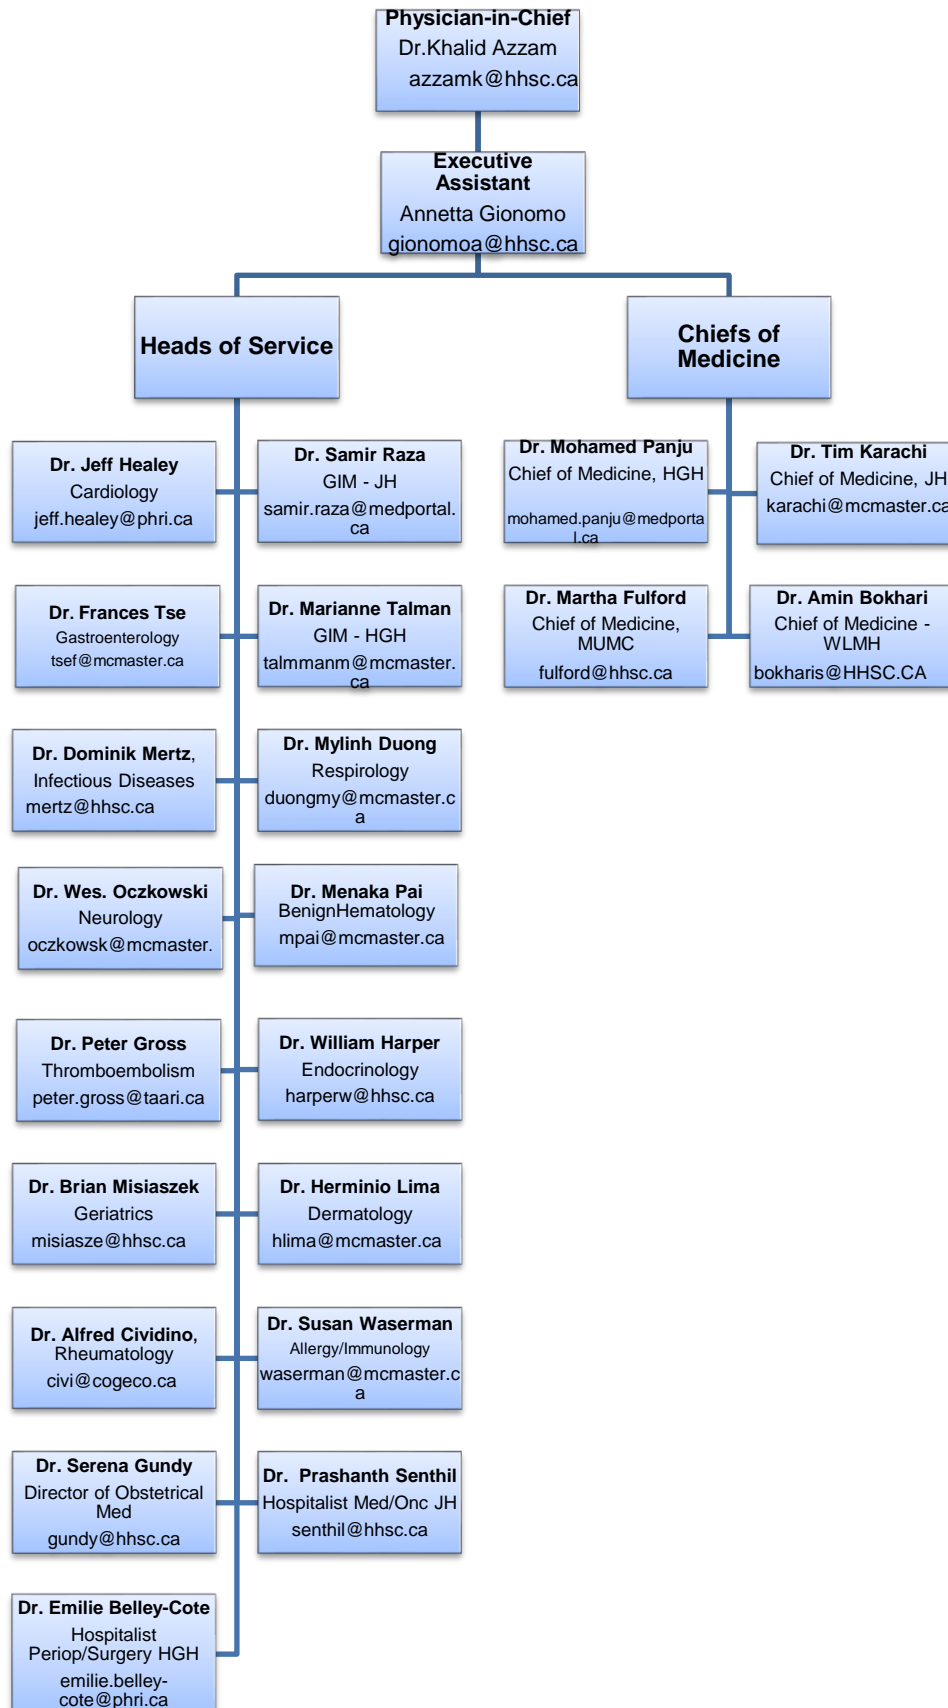 Physician-in-Chief
Dr.Khalid Azzam
azzamk@hhsc.ca
Executive
Assistant
Annetta Gionomo
gionomoa@hhsc.ca
Heads of Service
Chiefs of
Medicine
Dr. Jeff Healey
Cardiology
jeff.healey@phri.ca
Dr. Samir Raza
GIM - JH
samir.raza@medportal.
ca
Dr. Mohamed Panju
Chief of Medicine, HGH
mohamed.panju@medporta
l.ca
Dr. Tim Karachi
Chief of Medicine, JH
karachi@mcmaster.ca
Dr. Frances Tse
Gastroenterology
tsef@mcmaster.ca
Dr. Marianne Talman
GIM - HGH
talmmanm@mcmaster.
ca
Dr. Martha Fulford
Chief of Medicine,
MUMC
fulford@hhsc.ca
Dr. Amin Bokhari
Chief of Medicine -
WLMH
bokharis@HHSC.CA
Dr. Dominik Mertz,
Infectious Diseases
mertz@hhsc.ca
Dr. Mylinh Duong
Respirology
duongmy@mcmaster.c
a
Dr. Wes. Oczkowski
Neurology
oczkowsk@mcmaster.
Dr. Menaka Pai
BenignHematology
mpai@mcmaster.ca
Dr. Peter Gross
Thromboembolism
peter.gross@taari.ca
Dr. William Harper
Endocrinology
harperw@hhsc.ca
Dr. Brian Misiaszek
Geriatrics
misiasze@hhsc.ca
Dr. Herminio Lima
Dermatology
hlima@mcmaster.ca
Dr. Alfred Cividino,
Rheumatology
civi@cogeco.ca
Dr. Susan Waserman
Allergy/Immunology
waserman@mcmaster.c
a
Dr. Serena Gundy
Director of Obstetrical
Med
gundy@hhsc.ca
Dr. Prashanth Senthil
Hospitalist Med/Onc JH
senthil@hhsc.ca
Dr. Emilie Belley-Cote
Hospitalist
Periop/Surgery HGH
emilie.belley-
cote@phri.ca